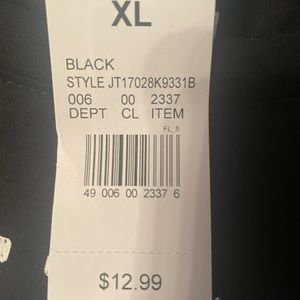 XL
BLACK
STYLE JT17028K9331B
006 00 2337
DEPT CL ITEM
FL_5
49 006 00 2337 6
$12.99